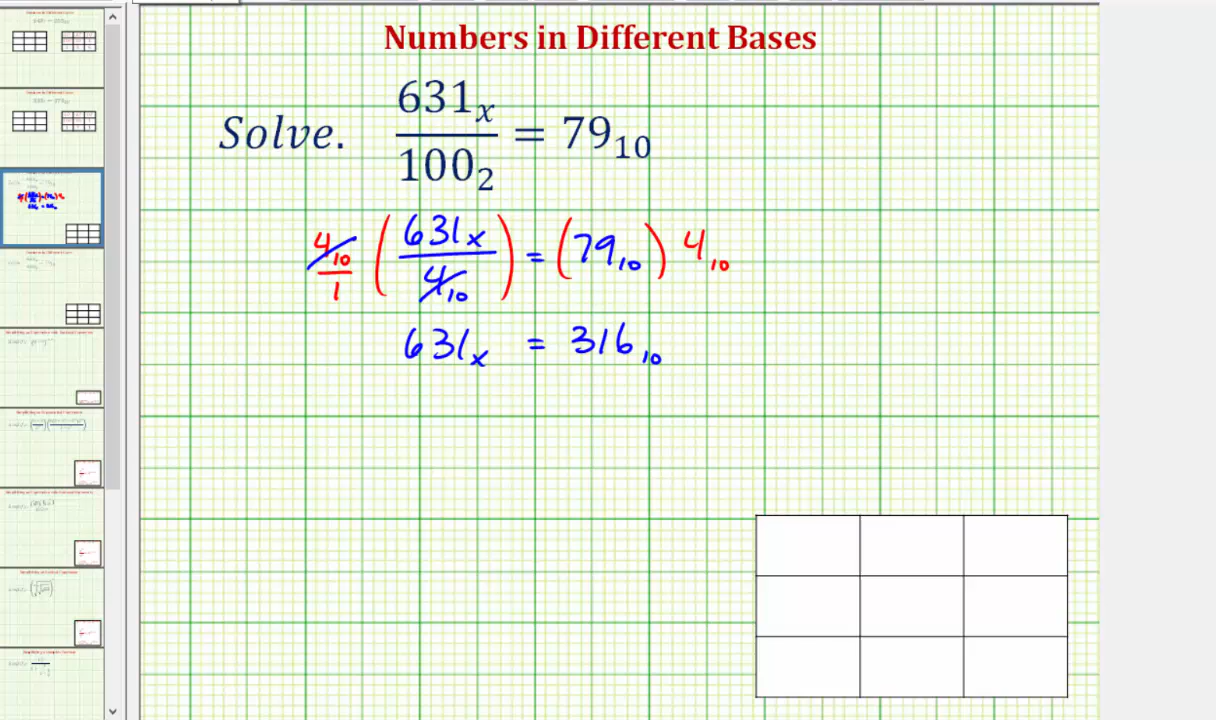 Numbers in Different Bases
Solve. 631ₓ / 100₂ = 79₁₀
4₁₀ / 1 ( 631ₓ / 4₁₀ ) = ( 79₁₀ ) 4₁₀
631ₓ = 316₁₀